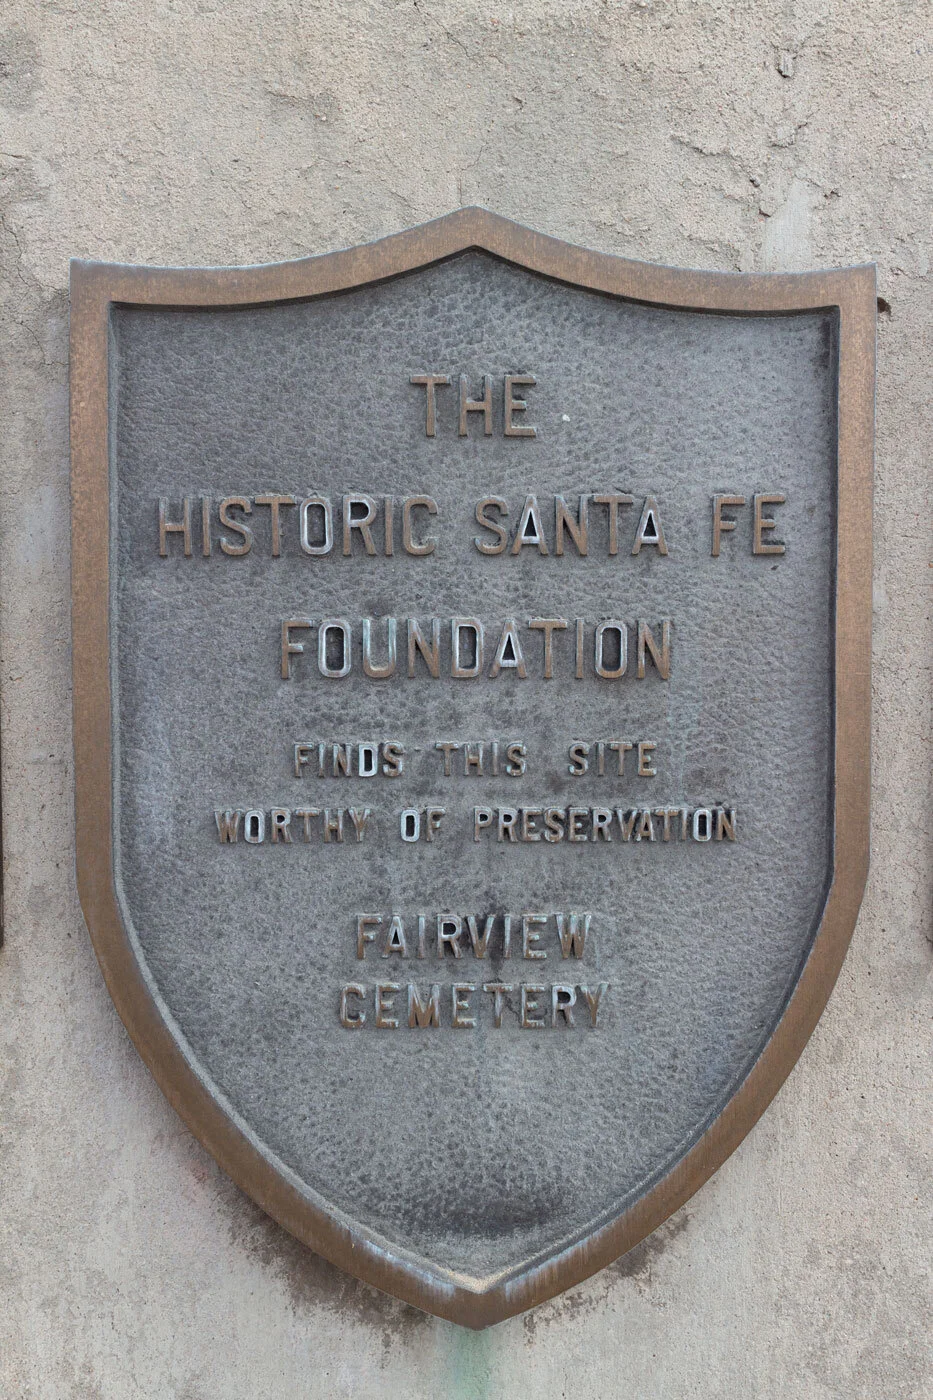 THE
HISTORIC SANTA FE
FOUNDATION
FINDS THIS SITE
WORTHY OF PRESERVATION
FAIRVIEW
CEMETERY